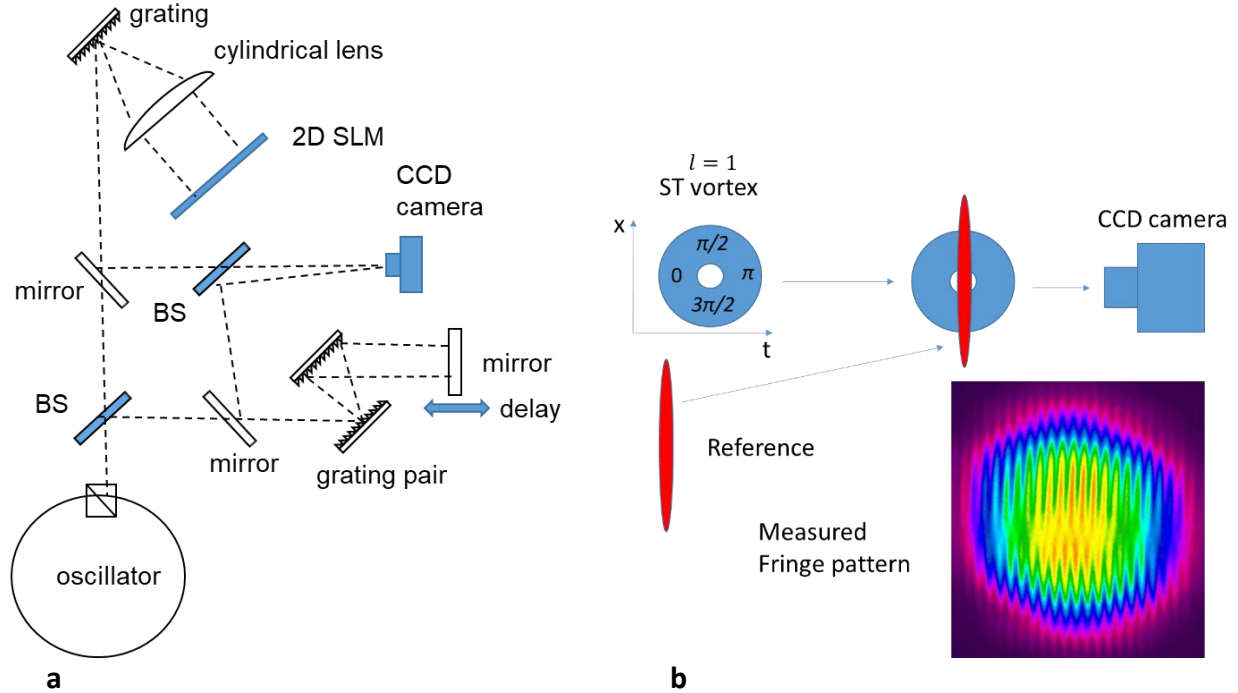 grating
cylindrical lens
2D SLM
CCD
camera
mirror
BS
mirror
delay
BS
mirror
grating pair
oscillator
a
l = 1
ST vortex
x
π/2
0
π
3π/2
t
CCD camera
Reference
Measured
Fringe pattern
b